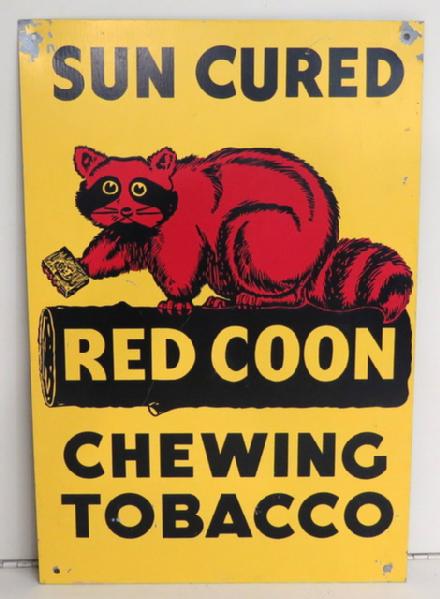 SUN CURED
RED COON
CHEWING
TOBACCO